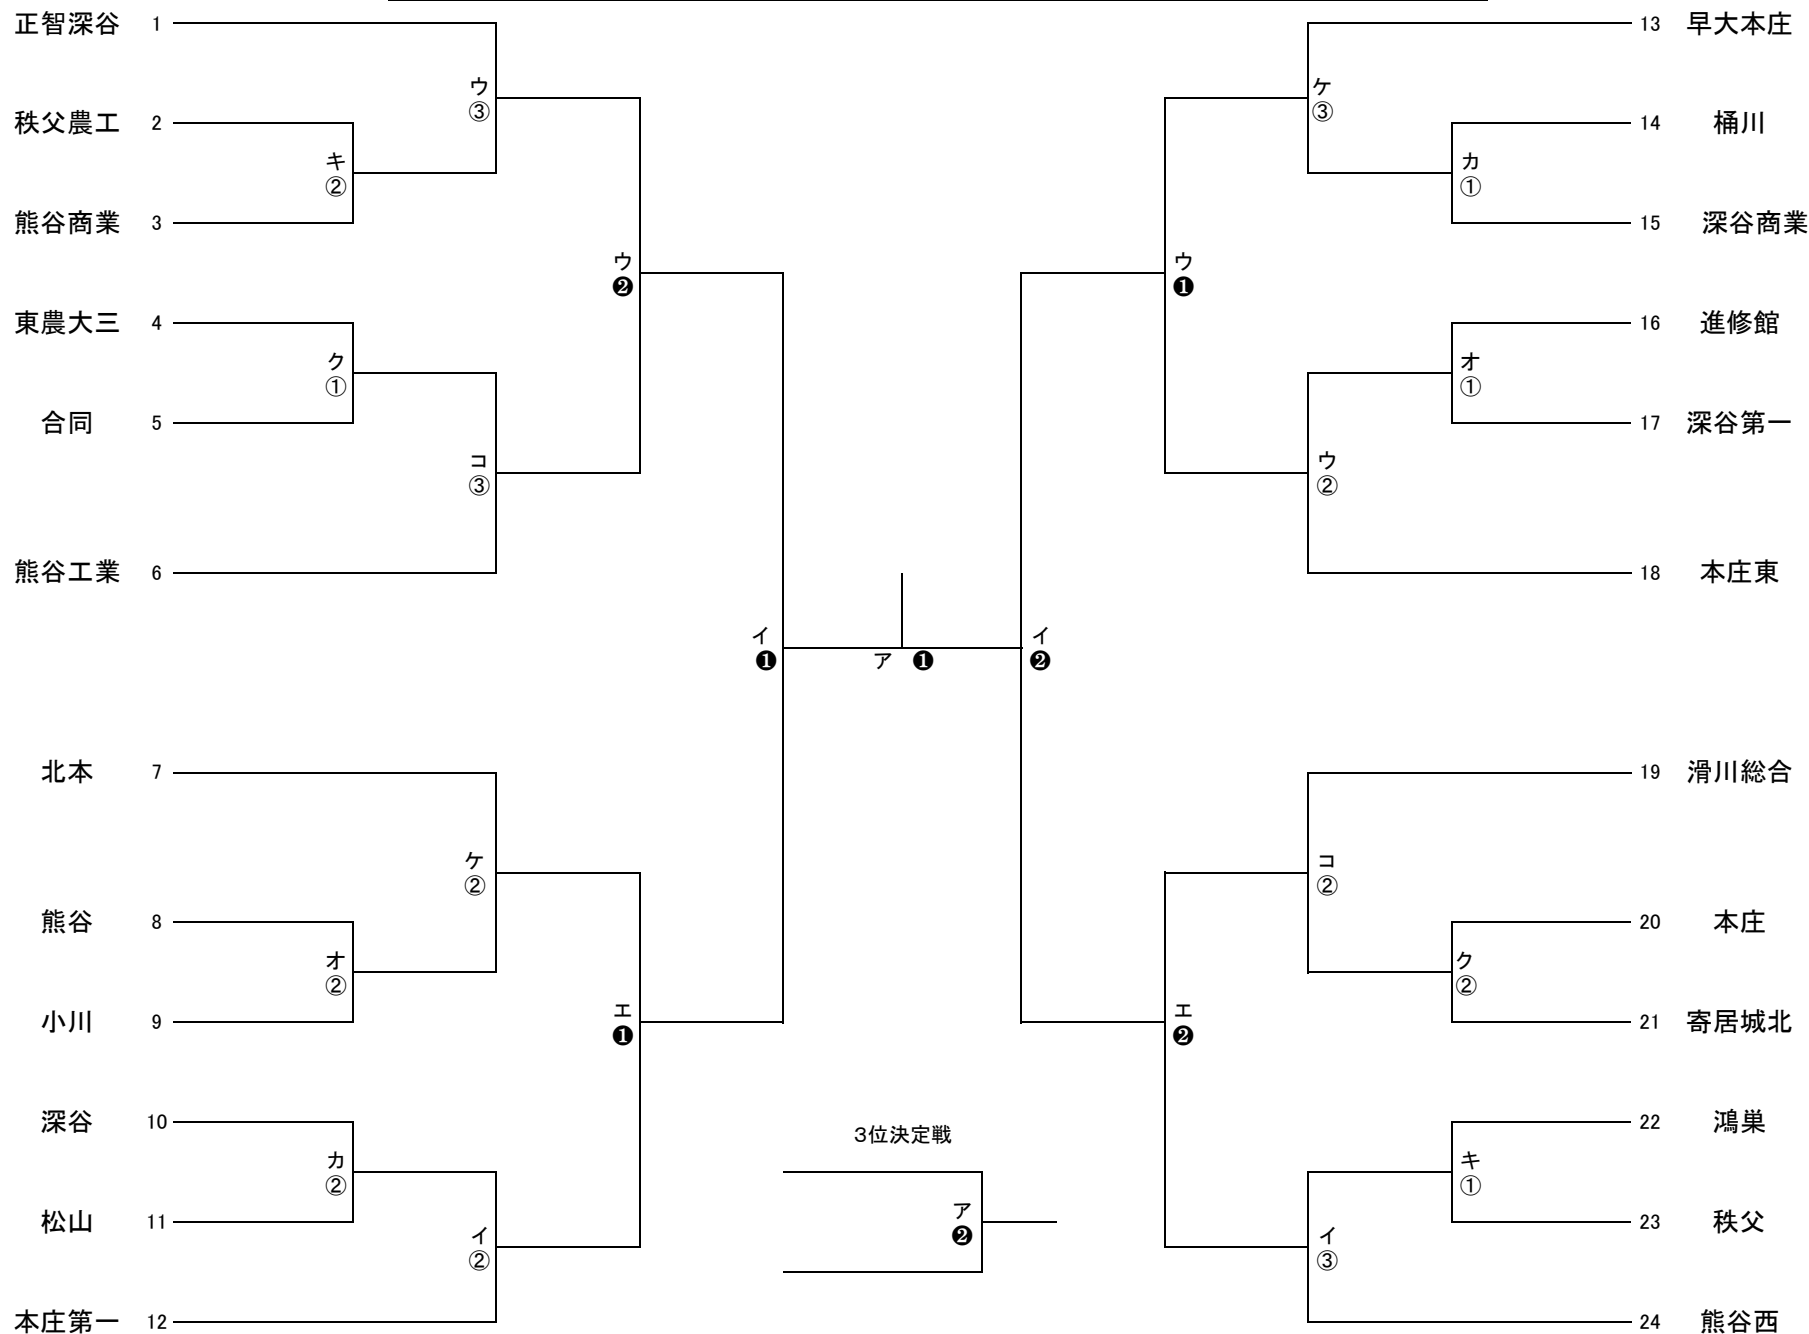 正智深谷 1
13 早大本庄
ウ
③
ケ
③
秩父農工 2
14 桶川
キ
②
カ
①
熊谷商業 3
15 深谷商業
ウ
❷
ウ
❶
東農大三 4
16 進修館
ク
①
オ
①
合同 5
17 深谷第一
コ
③
ウ
②
熊谷工業 6
18 本庄東
イ
❶
ア ❶
イ
❷
北本 7
19 滑川総合
ケ
②
コ
②
熊谷 8
20 本庄
オ
②
ク
②
小川 9
21 寄居城北
エ
❶
エ
❷
深谷 10
22 鴻巣
3位決定戦
カ
②
キ
①
松山 11
23 秩父
ア
❷
イ
②
イ
③
本庄第一 12
24 熊谷西